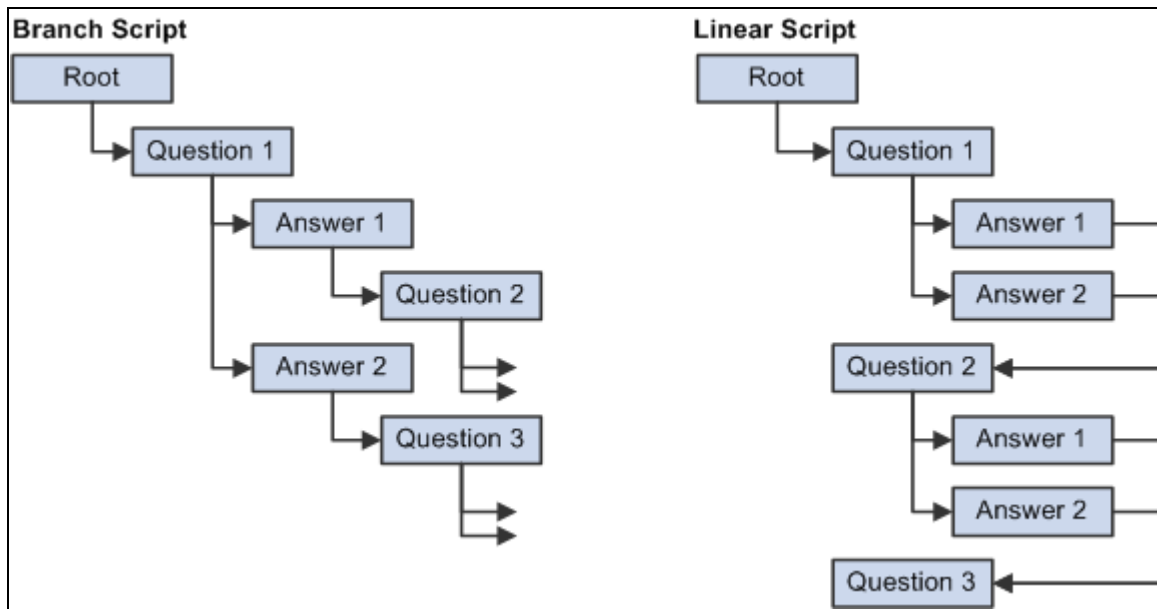 Branch Script
Root
Question 1
Answer 1
Question 2
Answer 2
Question 3
Linear Script
Root
Question 1
Answer 1
Answer 2
Question 2
Answer 1
Answer 2
Question 3